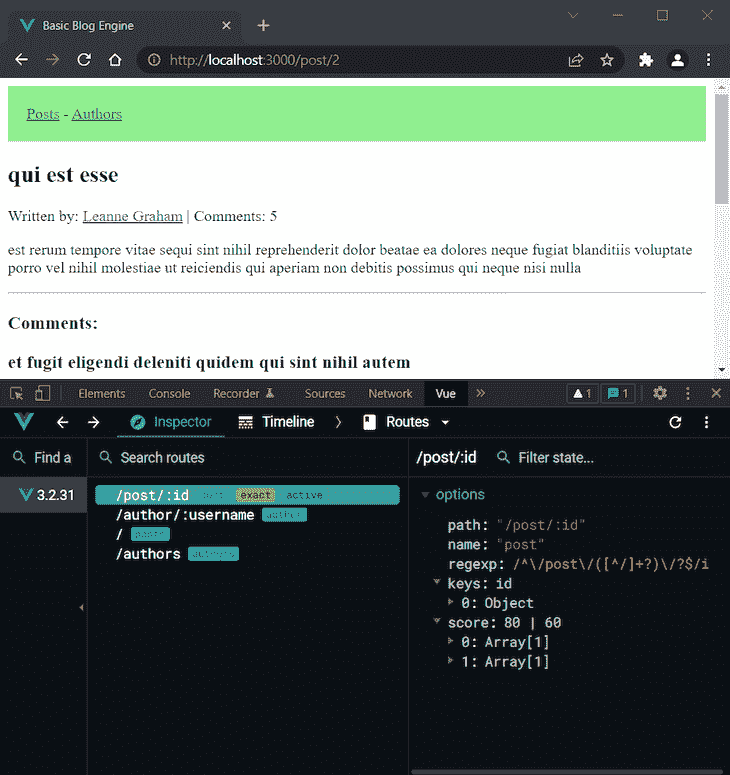 Basic Blog Engine
http://localhost:3000/post/2
Posts - Authors
qui est esse
Written by: Leanne Graham | Comments: 5
est rerum tempore vitae sequi sint nihil reprehenderit dolor beatae ea dolores neque fugiat blanditiis voluptate
porro vel nihil molestiae ut reiciendis qui aperiam non debitis possimus qui neque nisi nulla
Comments:
et fugit eligendi deleniti quidem qui sint nihil autem
Elements Console Recorder Sources Network Vue » 1 1
Inspector Timeline Routes
Find a Search routes /post/:id Filter state...
3.2.31
/post/:id post exact active
/author/:username author
/ posts
/authors authors
options
path: "/post/:id"
name: "post"
regexp: /^\/post\/([^/]+?)\/?$/i
keys: id
0: Object
score: 80 | 60
0: Array[1]
1: Array[1]